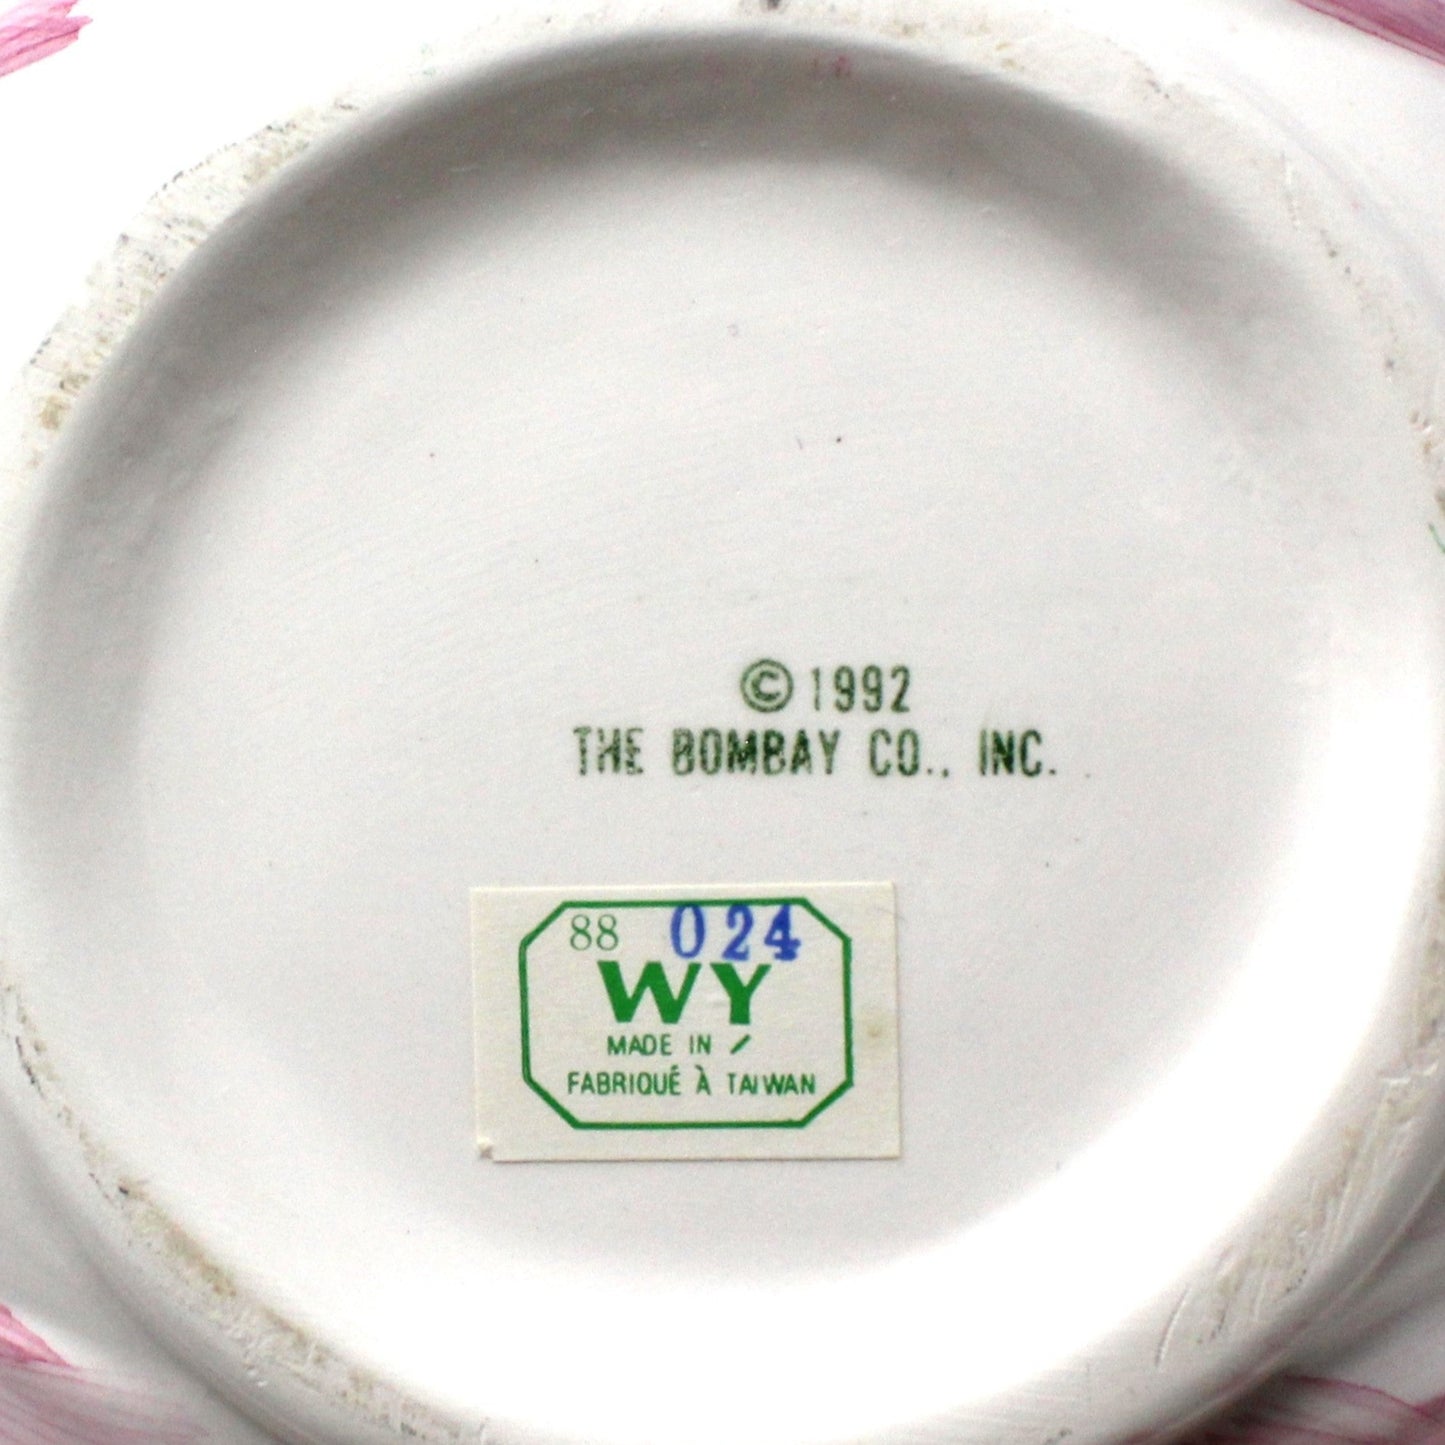 © 1992
THE BOMBAY CO., INC.
88 024
WY
MADE IN /
FABRIQUÉ À TAIWAN